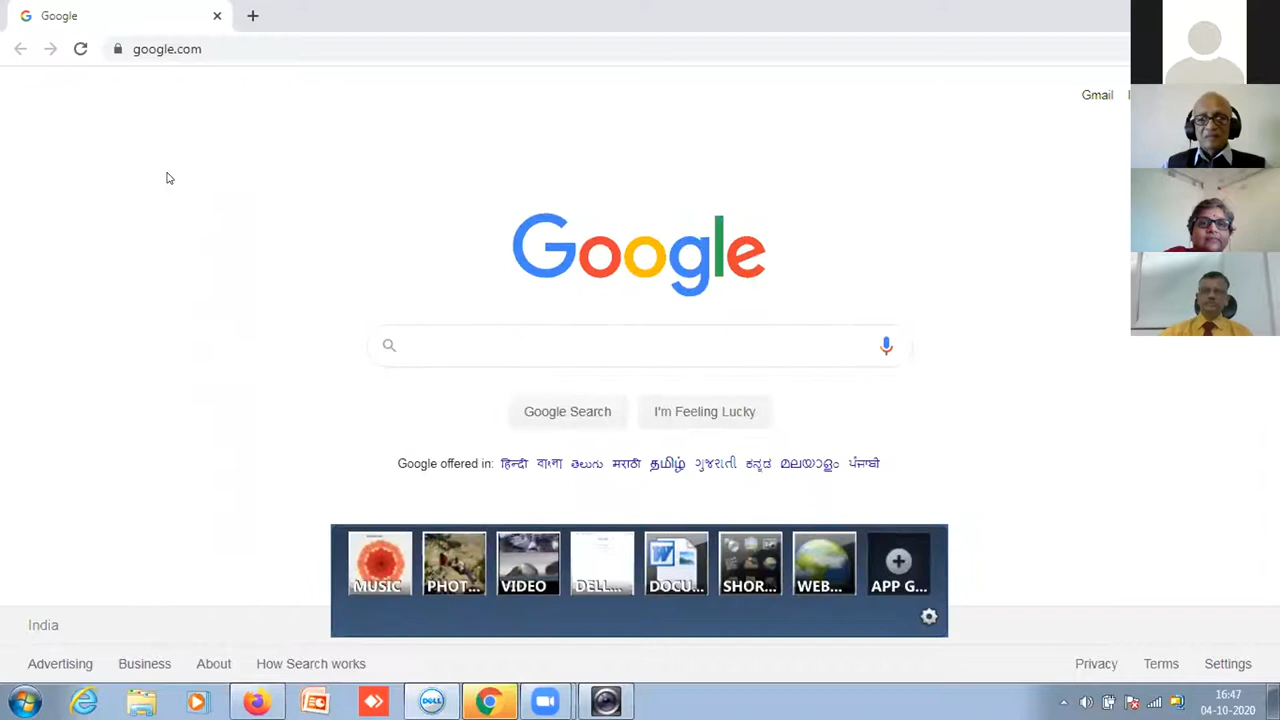 Google
google.com
Gmail
Google
Google Search
I'm Feeling Lucky
Google offered in: हिन्दी বাংলা తెలుగు मराठी தமிழ் ગુજરાતી ಕನ್ನಡ മലയാളം ਪੰਜਾਬੀ
MUSIC
PHOT...
VIDEO
DELL...
DOCU...
SHOR...
WEB...
APP G...
India
Advertising
Business
About
How Search works
Privacy
Terms
Settings
DELL
16:47
04-10-2020